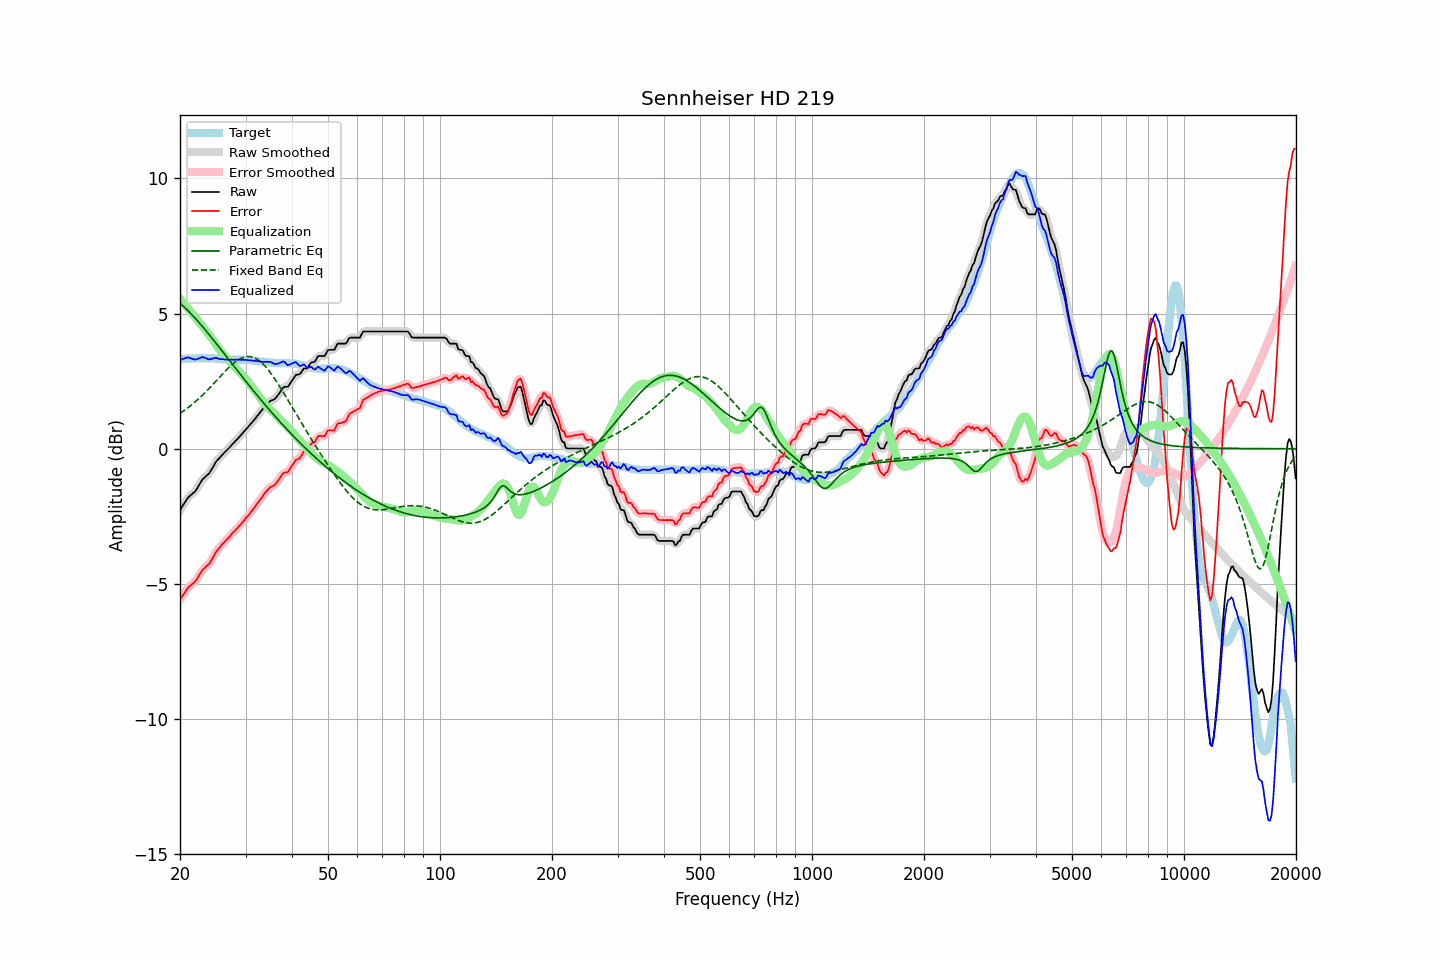 Sennheiser HD 219
Target
Raw Smoothed
Error Smoothed
Raw
Error
Equalization
Parametric Eq
Fixed Band Eq
Equalized
Amplitude (dBr)
10
5
0
−5
−10
−15
20 50 100 200 500 1000 2000 5000 10000 20000
Frequency (Hz)